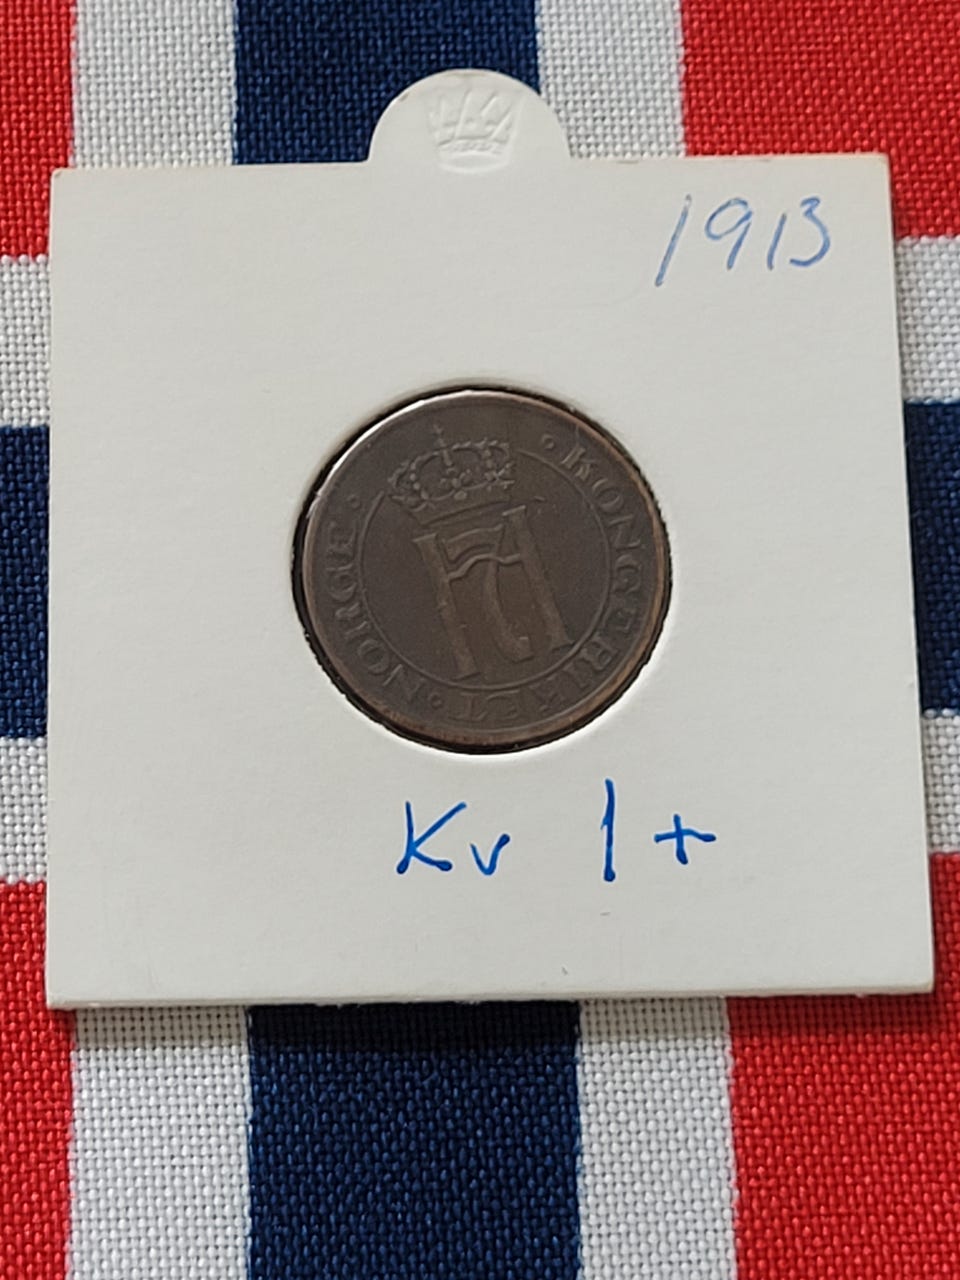 1913
KONGERIKET · NORGE
H7
Kv 1+